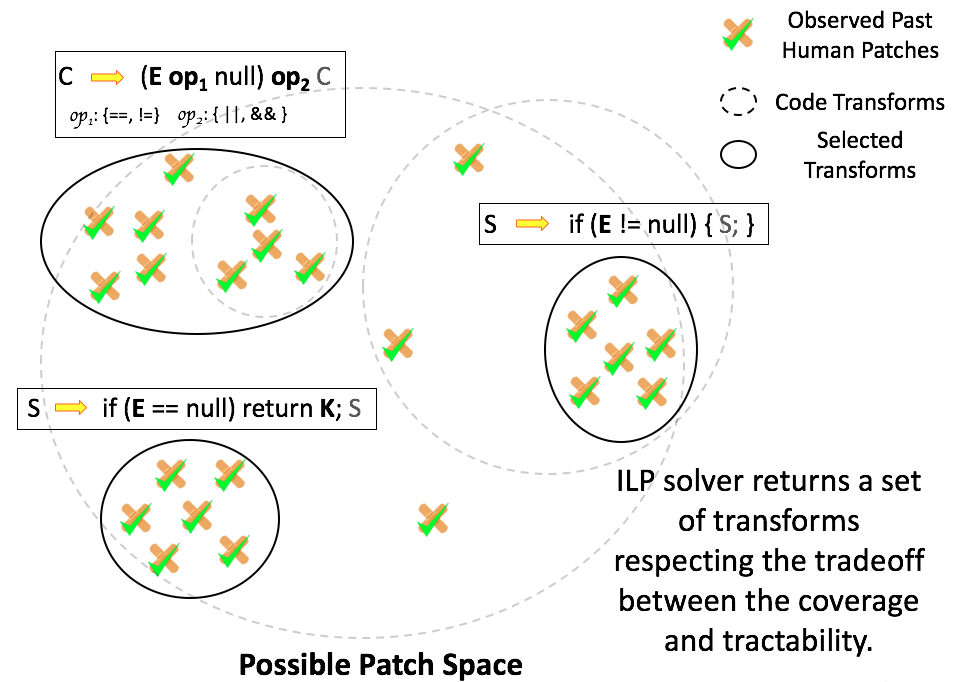 Observed Past
Human Patches
Code Transforms
Selected
Transforms
C (E op₁ null) op₂ C
op₁: {==, !=} op₂: { ||, && }
S if (E != null) { S; }
S if (E == null) return K; S
ILP solver returns a set
of transforms
respecting the tradeoff
between the coverage
and tractability.
Possible Patch Space